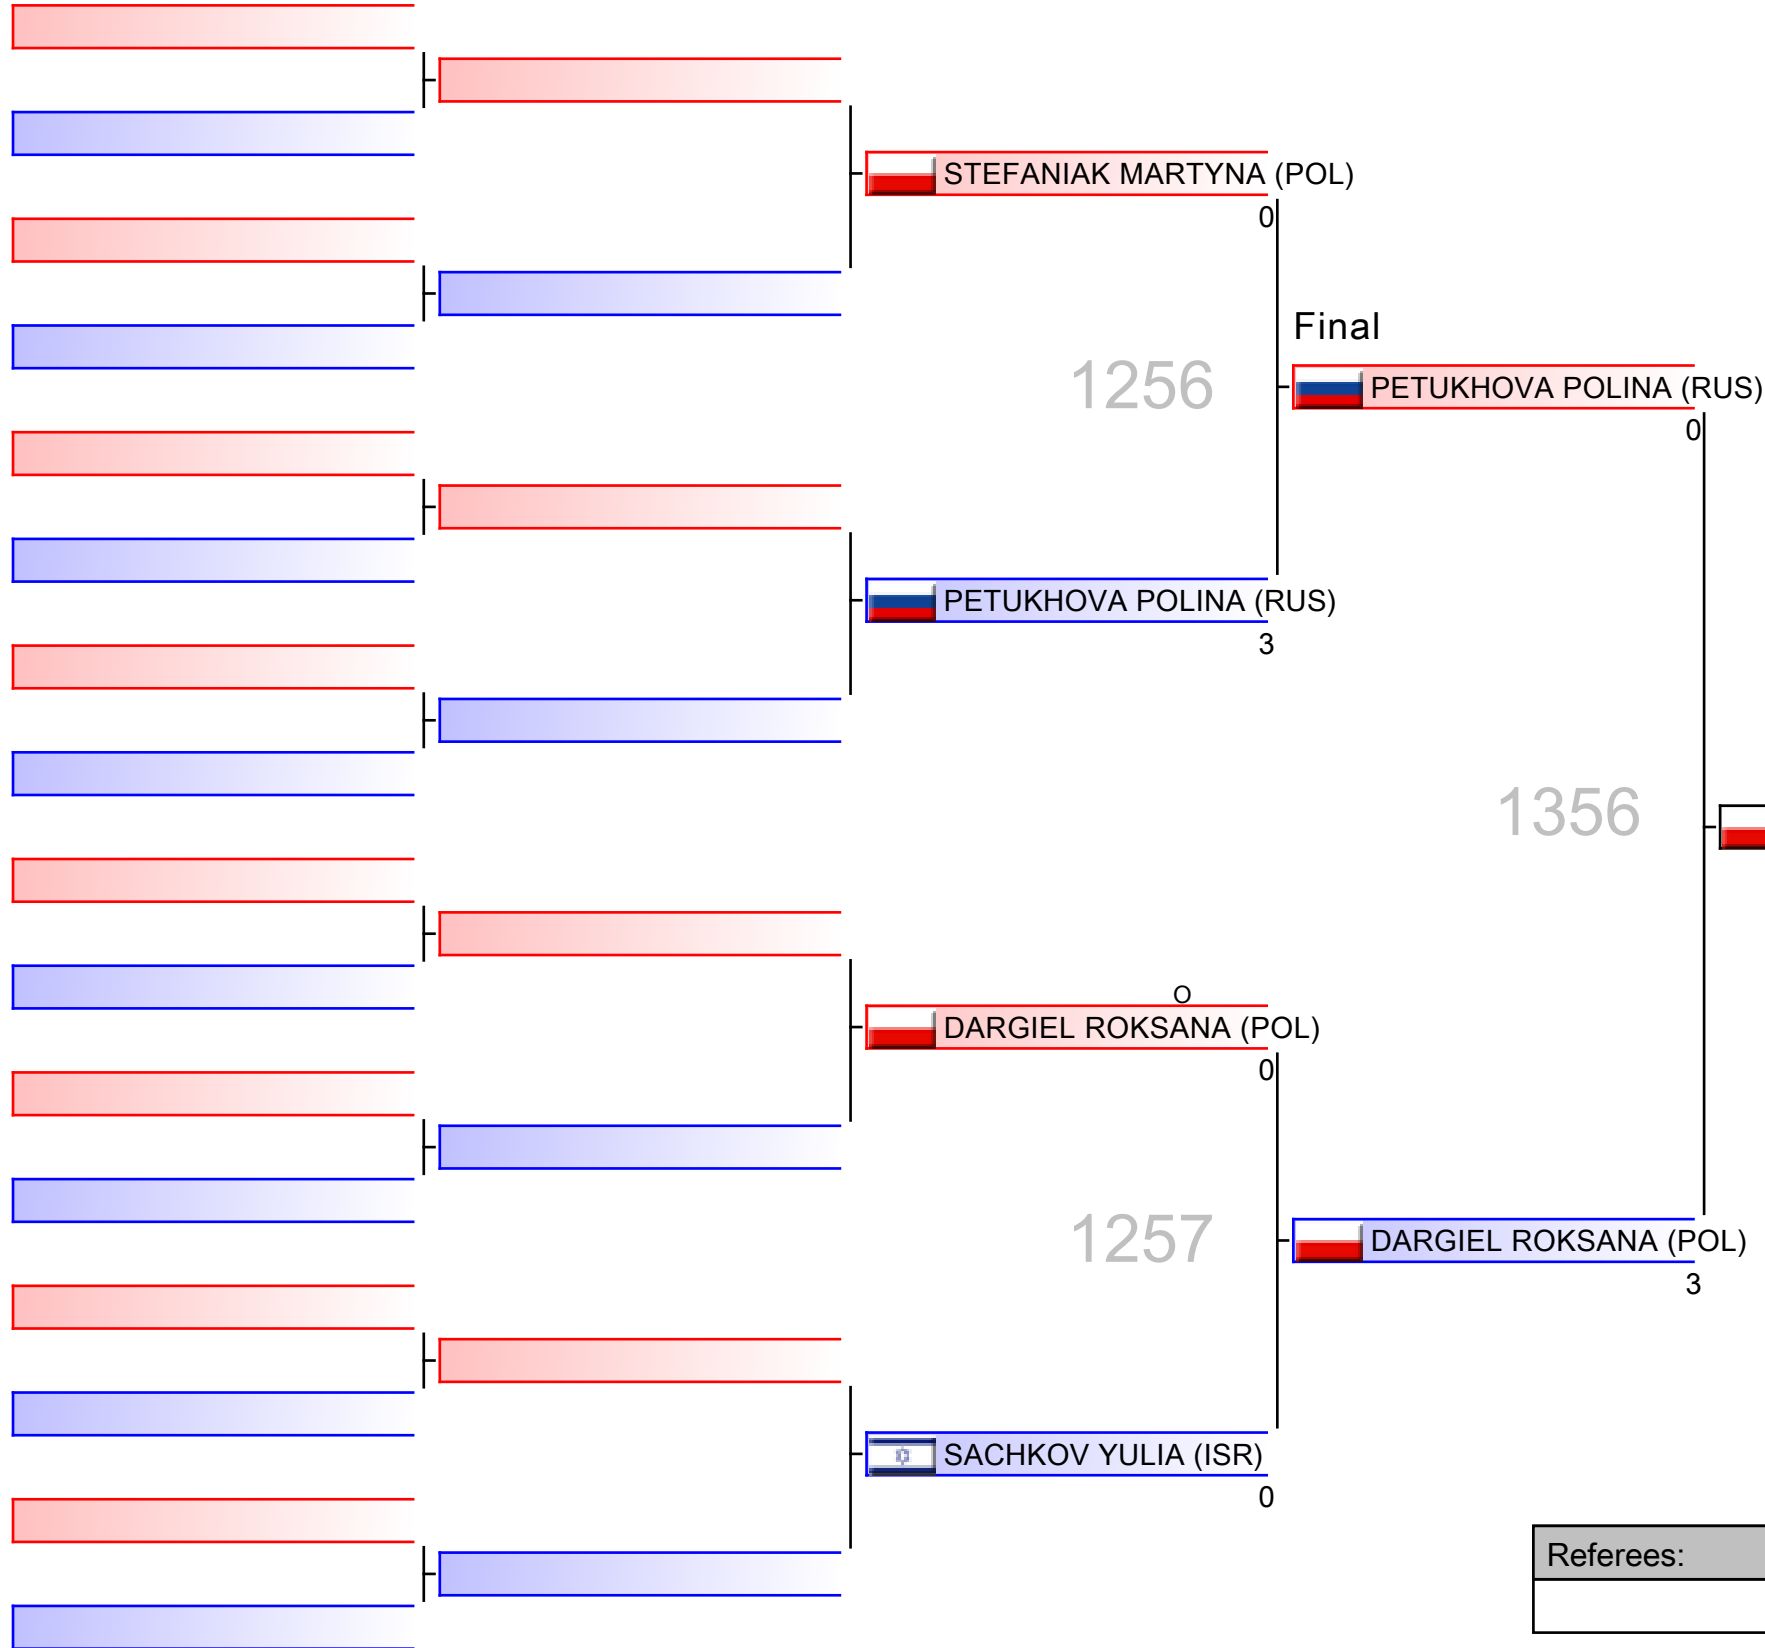 STEFANIAK MARTYNA (POL)
0
Final
1256
PETUKHOVA POLINA (RUS)
0
PETUKHOVA POLINA (RUS)
3
1356
O
DARGIEL ROKSANA (POL)
0
1257
DARGIEL ROKSANA (POL)
3
SACHKOV YULIA (ISR)
0
Referees: